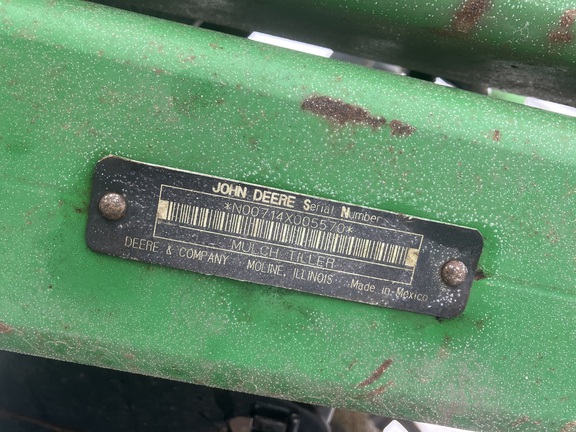 JOHN DEERE Serial Number
*N00714X005570*
MULCH TILLER
DEERE & COMPANY MOLINE, ILLINOIS Made in Mexico